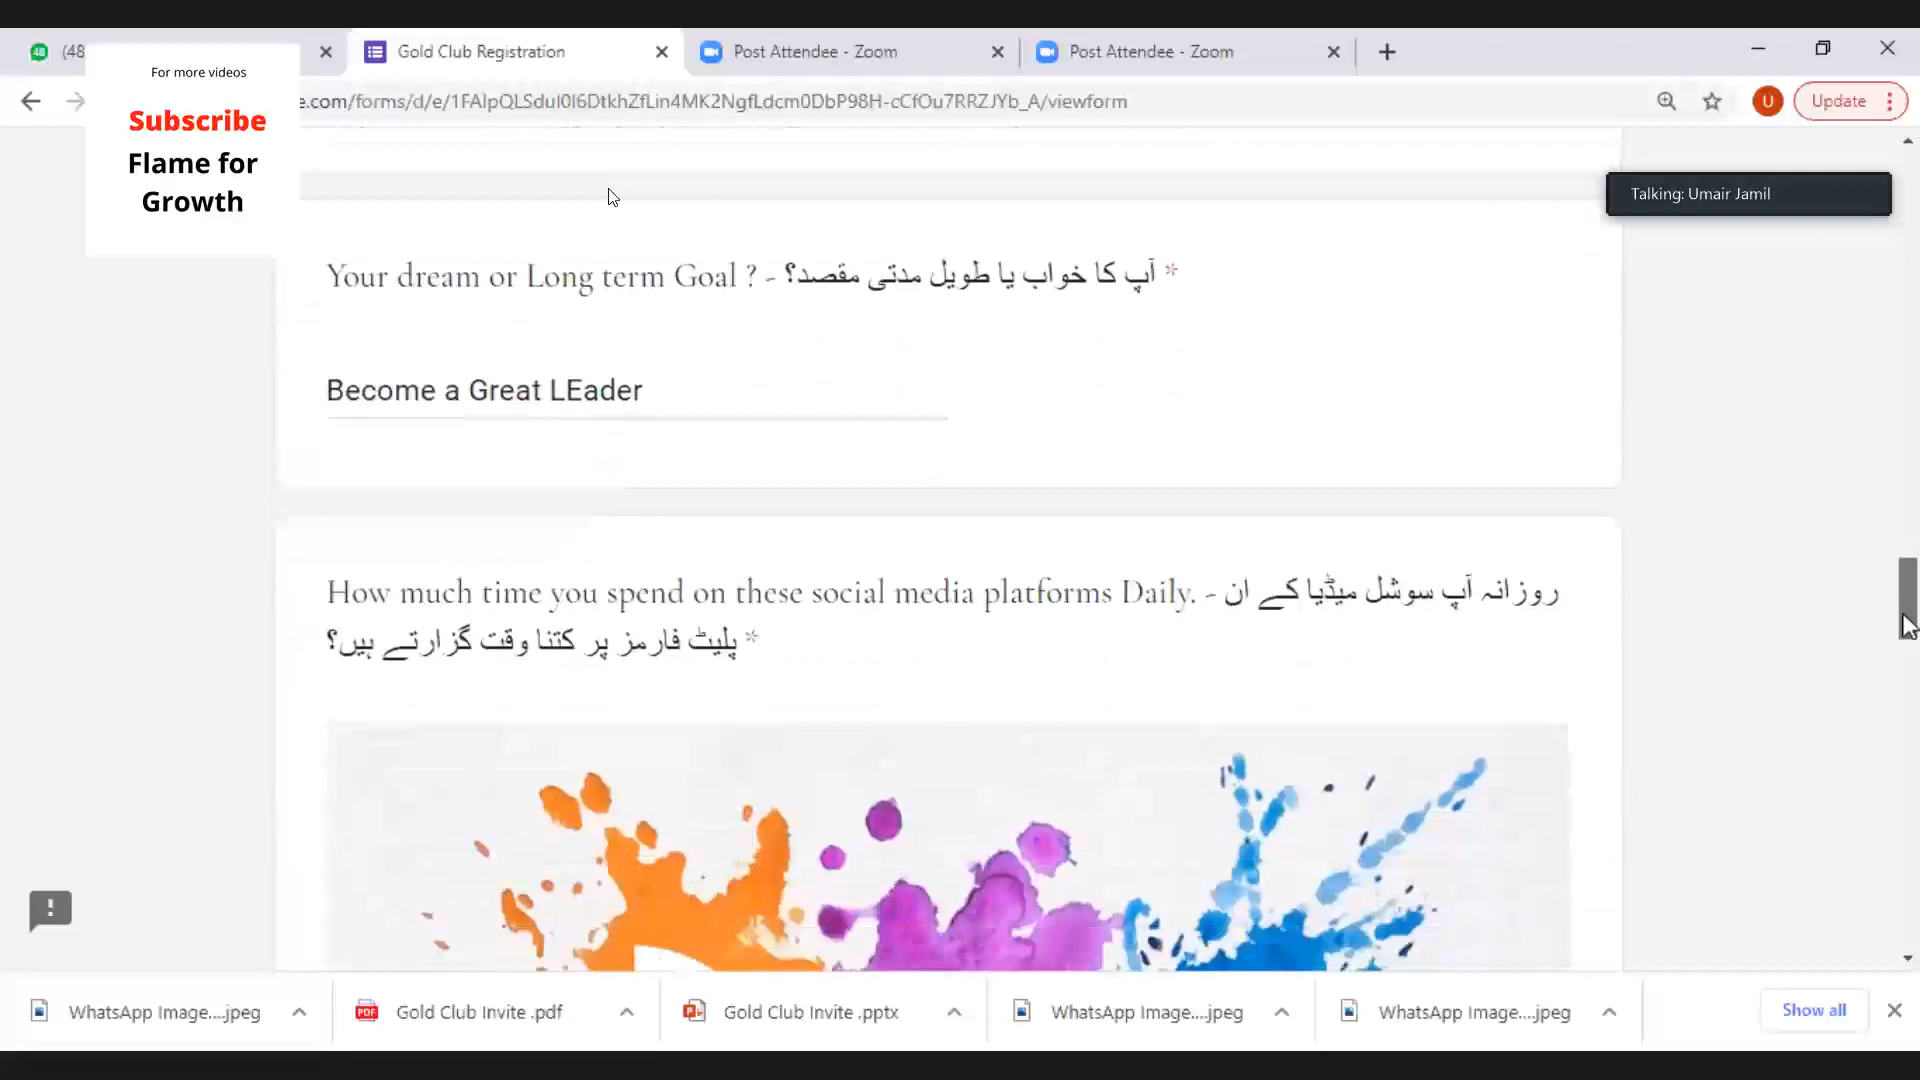 (48
Gold Club Registration
Post Attendee - Zoom
Post Attendee - Zoom
For more videos
Subscribe
Flame for
Growth
e.com/forms/d/e/1FAIpQLSduI0I6DtkhZfLin4MK2NgfLdcm0DbP98H-cCfOu7RRZJYb_A/viewform
U
Update
Talking: Umair Jamil
Your dream or Long term Goal ? - آپ کا خواب یا طویل مدتی مقصد؟ *
Become a Great LEader
How much time you spend on these social media platforms Daily. - روزانہ آپ سوشل میڈیا کے ان
پلیٹ فارمز پر کتنا وقت گزارتے ہیں؟ *
WhatsApp Image....jpeg
Gold Club Invite .pdf
Gold Club Invite .pptx
WhatsApp Image....jpeg
WhatsApp Image....jpeg
Show all